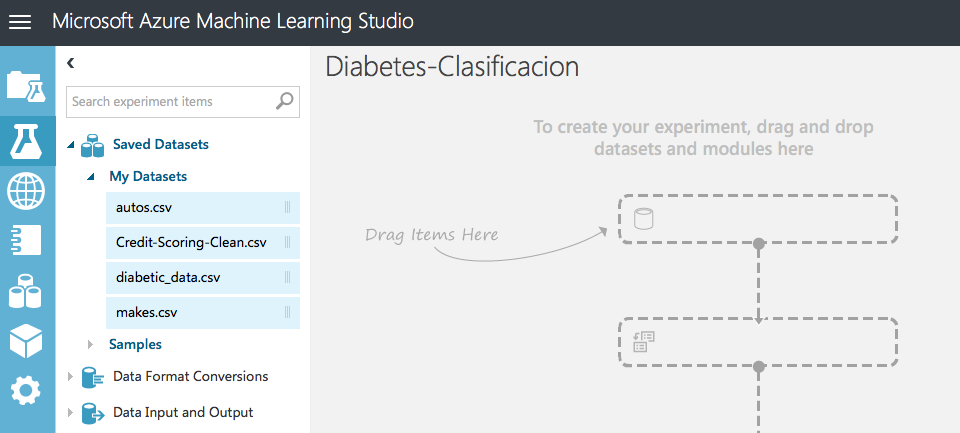 Microsoft Azure Machine Learning Studio
Search experiment items
Saved Datasets
My Datasets
autos.csv
Credit-Scoring-Clean.csv
diabetic_data.csv
makes.csv
Samples
Data Format Conversions
Data Input and Output
Diabetes-Clasificacion
To create your experiment, drag and drop
datasets and modules here
Drag Items Here